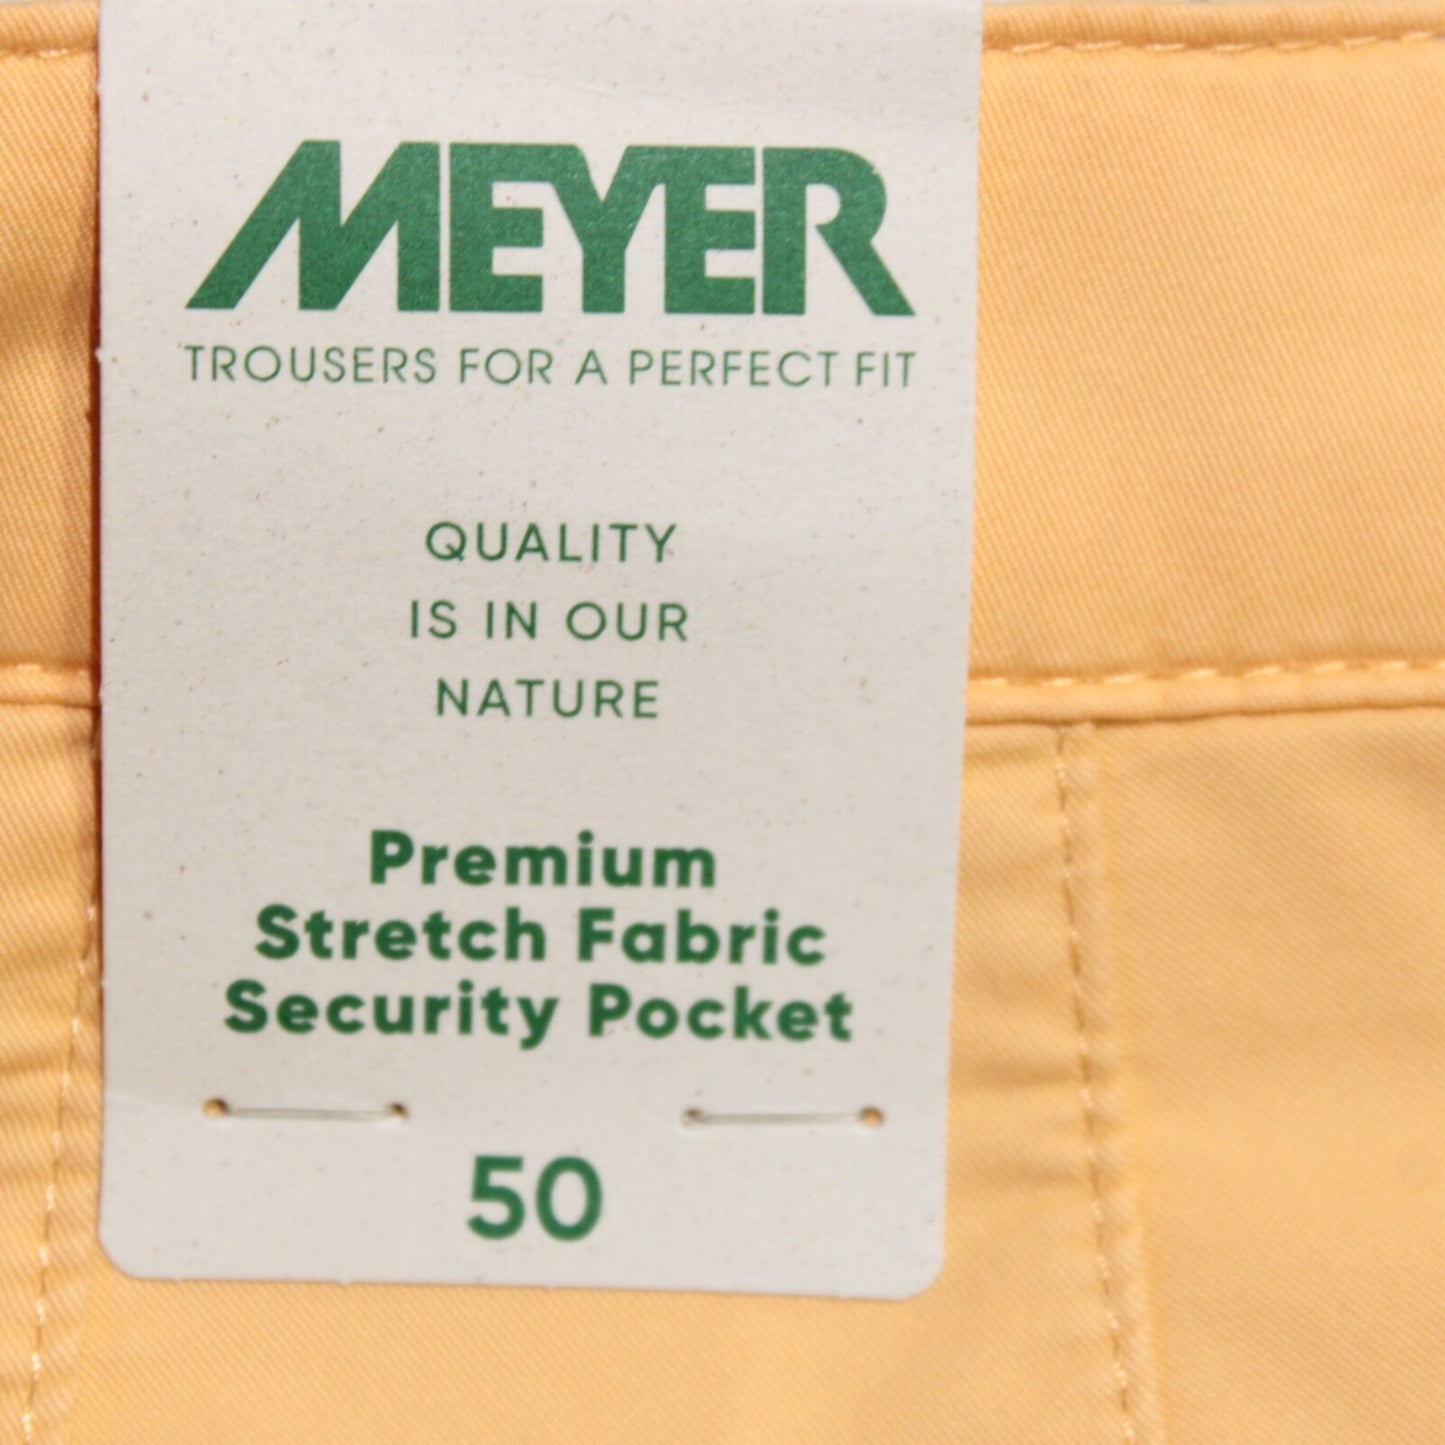 MEYER
TROUSERS FOR A PERFECT FIT
QUALITY
IS IN OUR
NATURE
Premium
Stretch Fabric
Security Pocket
50